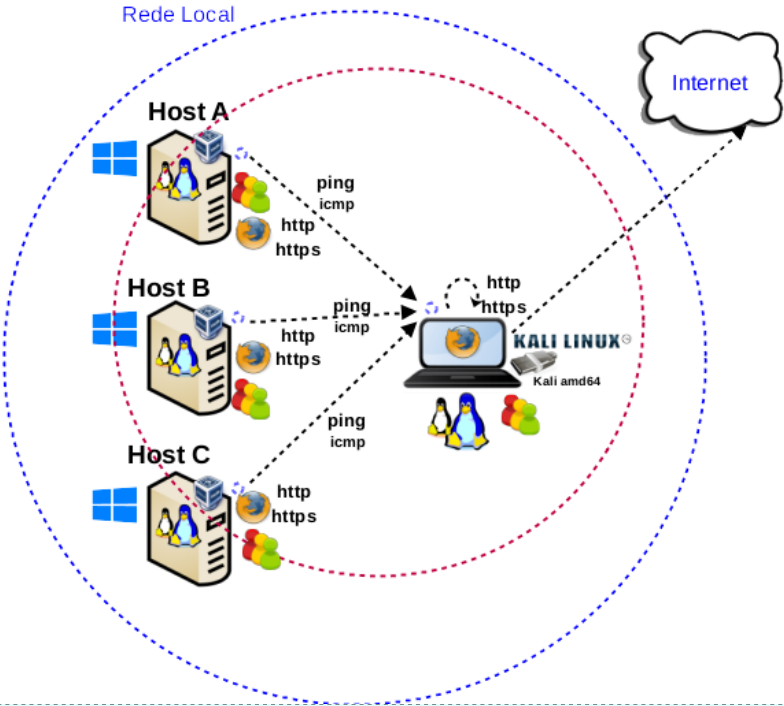 Rede Local
Internet
Host A
ping
icmp
http
https
Host B
ping
icmp
http
https
http
https
KALI LINUX
Kali amd64
ping
icmp
Host C
http
https